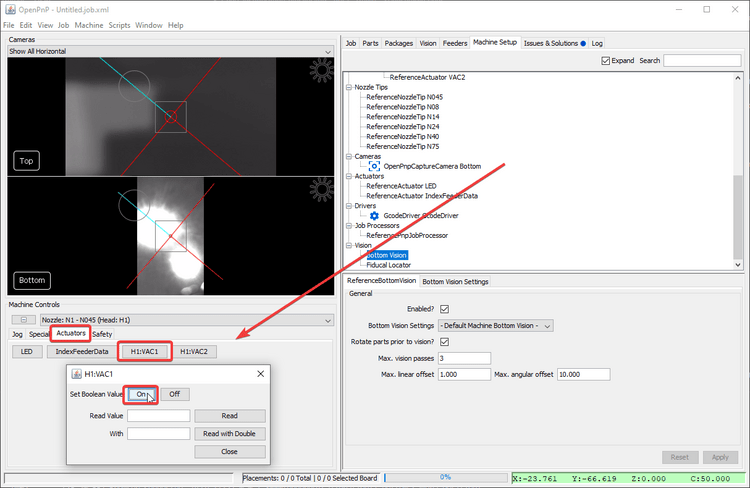 OpenPnP - Untitled.job.xml
File Edit View Job Machine Scripts Window Help
Cameras
Show All Horizontal
Top
Bottom
Machine Controls
Nozzle: N1 - N045 (Head: H1)
Jog Special Actuators Safety
LED IndexFeederData H1:VAC1 H1:VAC2
H1:VAC1
Set Boolean Value On Off
Read Value Read
With Read with Double
Close
Job Parts Packages Vision Feeders Machine Setup Issues & Solutions Log
Expand Search
ReferenceActuator VAC2
Nozzle Tips
ReferenceNozzleTip N045
ReferenceNozzleTip N08
ReferenceNozzleTip N14
ReferenceNozzleTip N24
ReferenceNozzleTip N40
ReferenceNozzleTip N75
Cameras
OpenPnpCaptureCamera Bottom
Actuators
ReferenceActuator LED
ReferenceActuator IndexFeederData
Drivers
GcodeDriver GcodeDriver
Job Processors
ReferencePnpJobProcessor
Vision
Bottom Vision
Fiducal Locator
ReferenceBottomVision Bottom Vision Settings
General
Enabled?
Bottom Vision Settings - Default Machine Bottom Vision -
Rotate parts prior to vision?
Max. vision passes 3
Max. linear offset 1.000 Max. angular offset 10.000
Reset Apply
Placements: 0 / 0 Total | 0 / 0 Selected Board 0% X:-23.761 Y:-66.619 Z:0.000 C:50.000